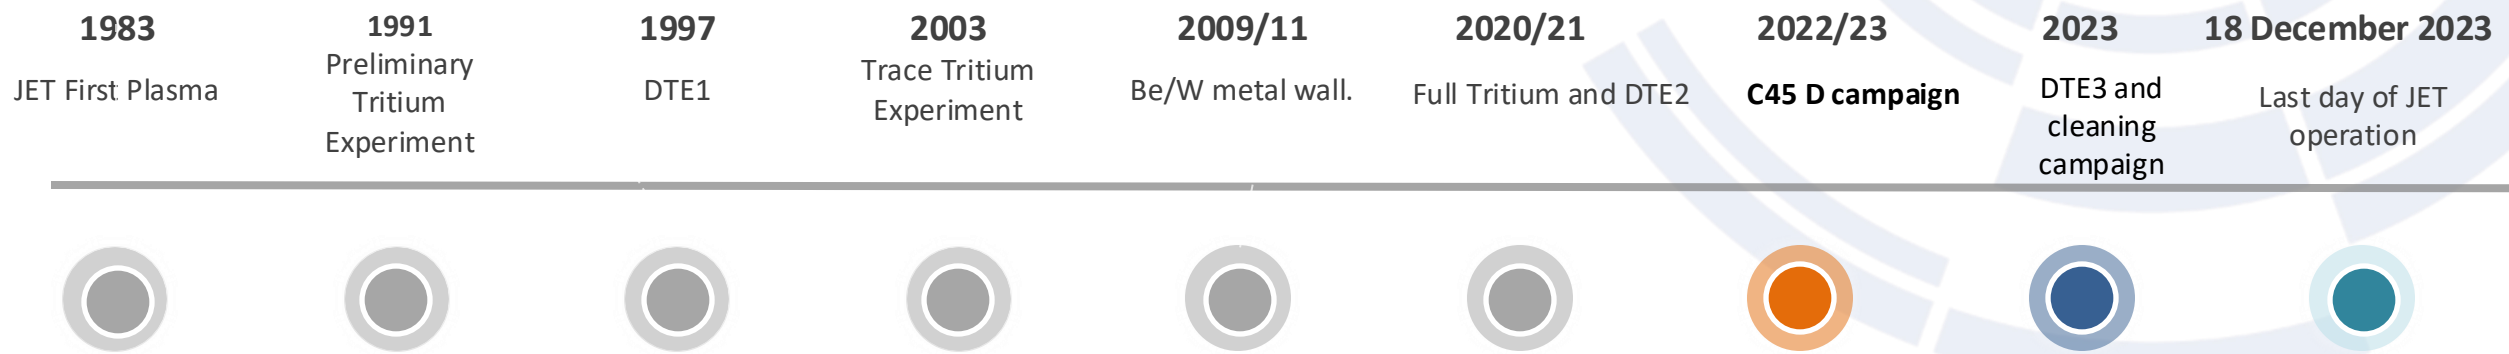 1983
JET First Plasma
1991
Preliminary
Tritium
Experiment
1997
DTE1
2003
Trace Tritium
Experiment
2009/11
Be/W metal wall.
2020/21
Full Tritium and DTE2
2022/23
C45 D campaign
2023
DTE3 and
cleaning
campaign
18 December 2023
Last day of JET
operation